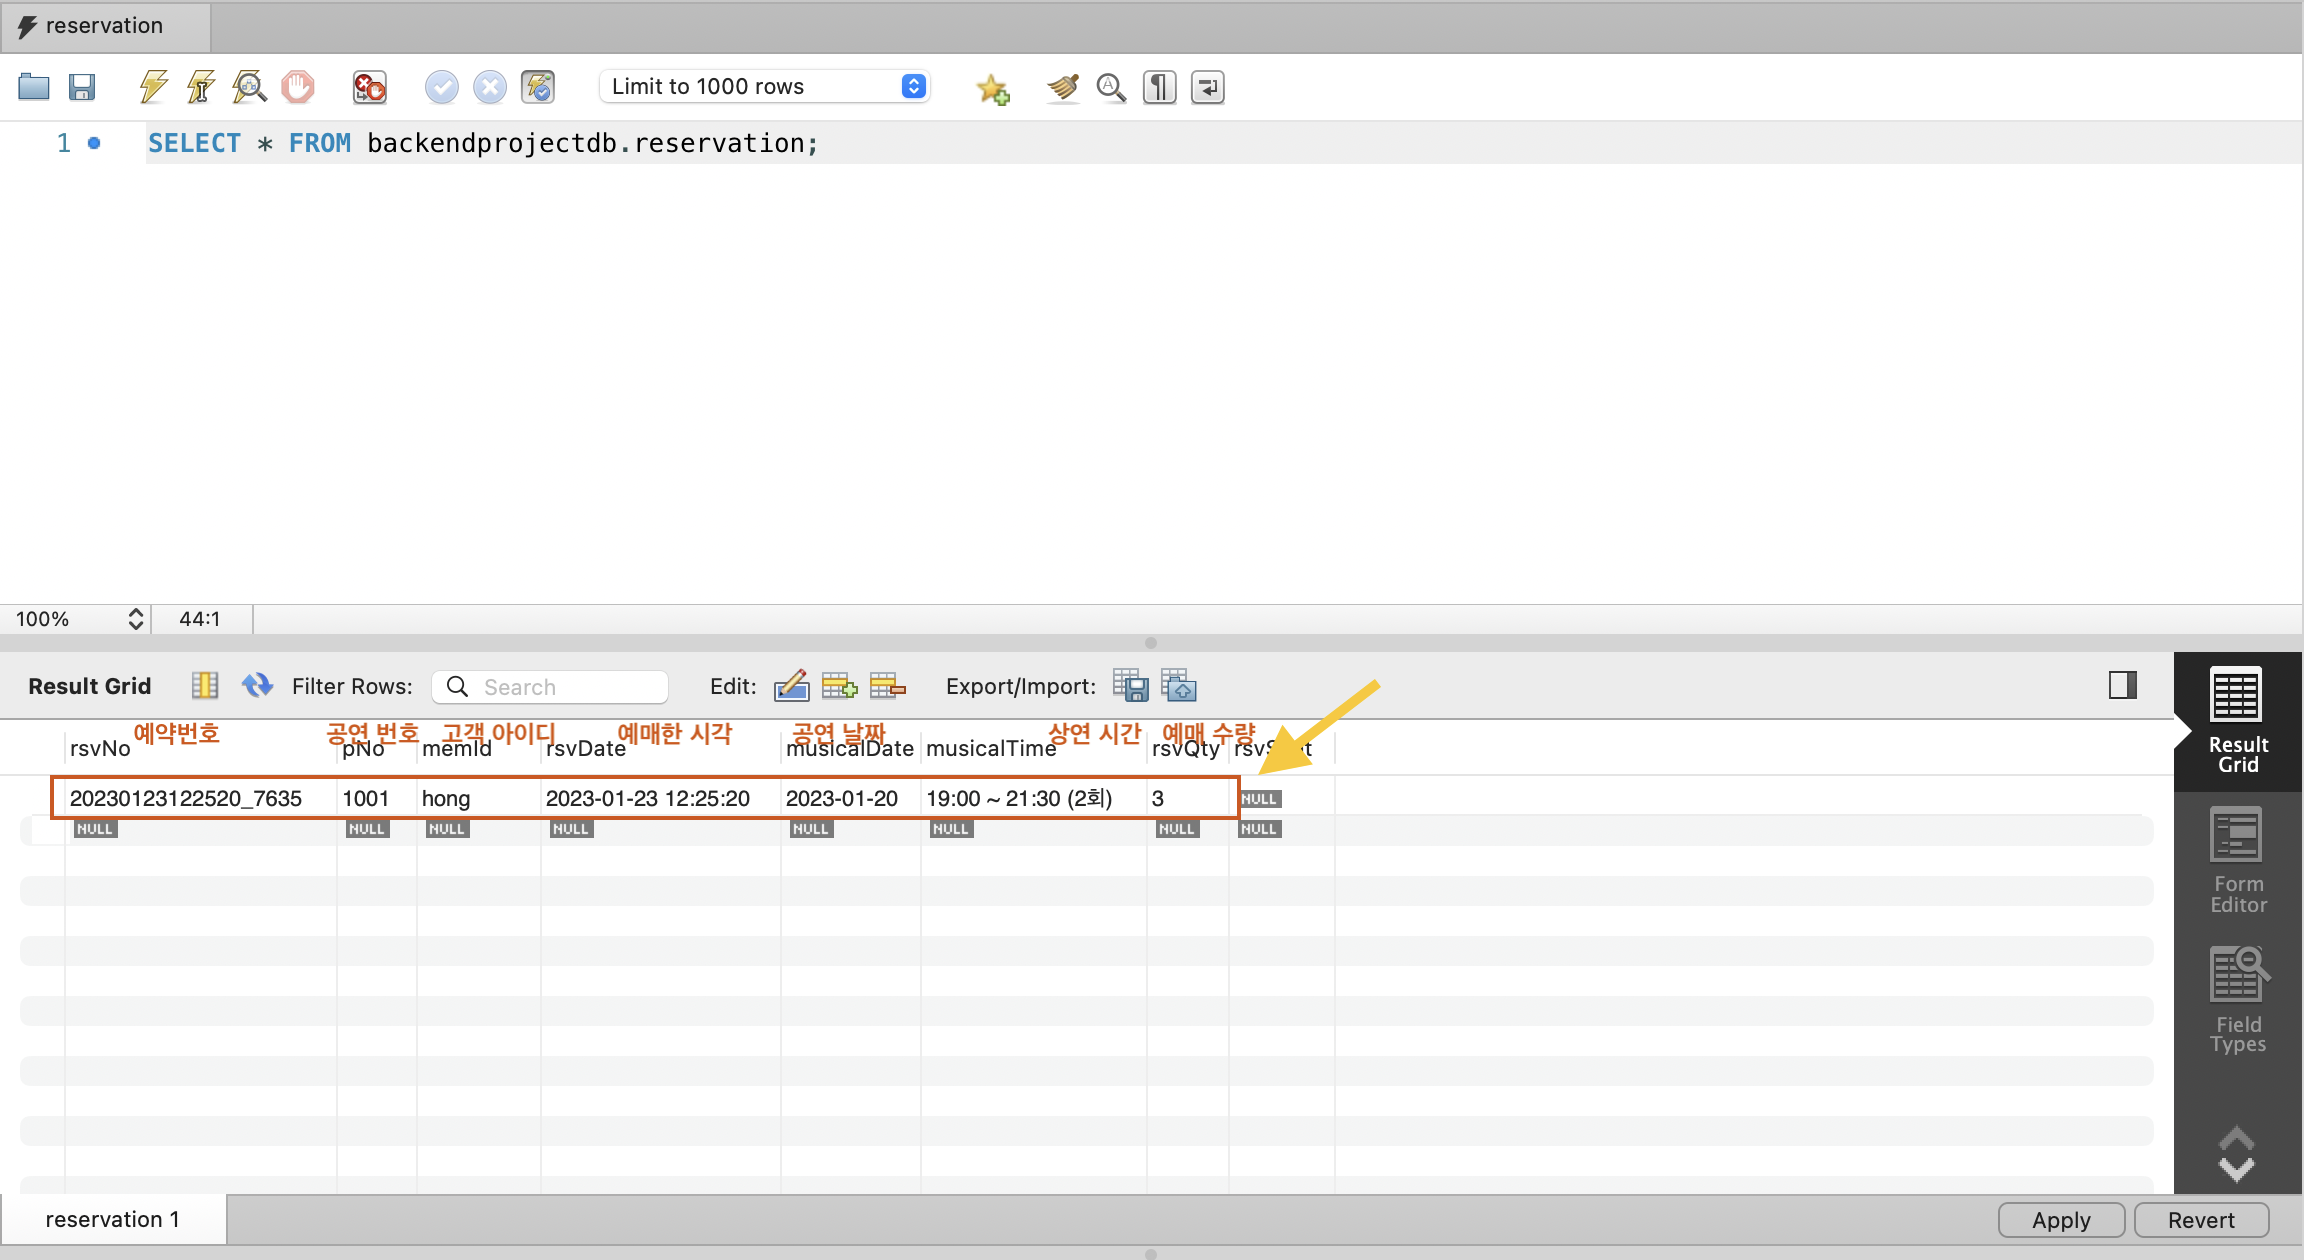 reservation
Limit to 1000 rows
1 SELECT * FROM backendprojectdb.reservation;
100% 44:1
Result Grid Filter Rows: Search Edit: Export/Import:
예약번호 공연 번호 고객 아이디 예매한 시각 공연 날짜 상연 시간 예매 수량
rsvNo pNo memId rsvDate musicalDate musicalTime rsvQty
20230123122520_7635 1001 hong 2023-01-23 12:25:20 2023-01-20 19:00 ~ 21:30 (2회) 3 NULL
NULL NULL NULL NULL NULL NULL NULL NULL
Result
Grid
Form
Editor
Field
Types
reservation 1 Apply Revert